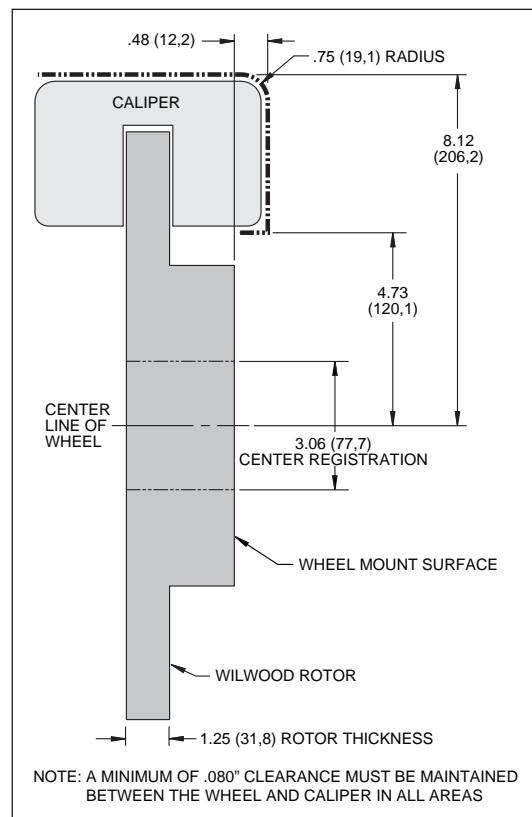 .48 (12,2)
.75 (19,1) RADIUS
CALIPER
8.12
(206,2)
4.73
(120,1)
CENTER
LINE OF
WHEEL
3.06 (77,7)
CENTER REGISTRATION
WHEEL MOUNT SURFACE
WILWOOD ROTOR
1.25 (31,8) ROTOR THICKNESS
NOTE: A MINIMUM OF .080" CLEARANCE MUST BE MAINTAINED
BETWEEN THE WHEEL AND CALIPER IN ALL AREAS